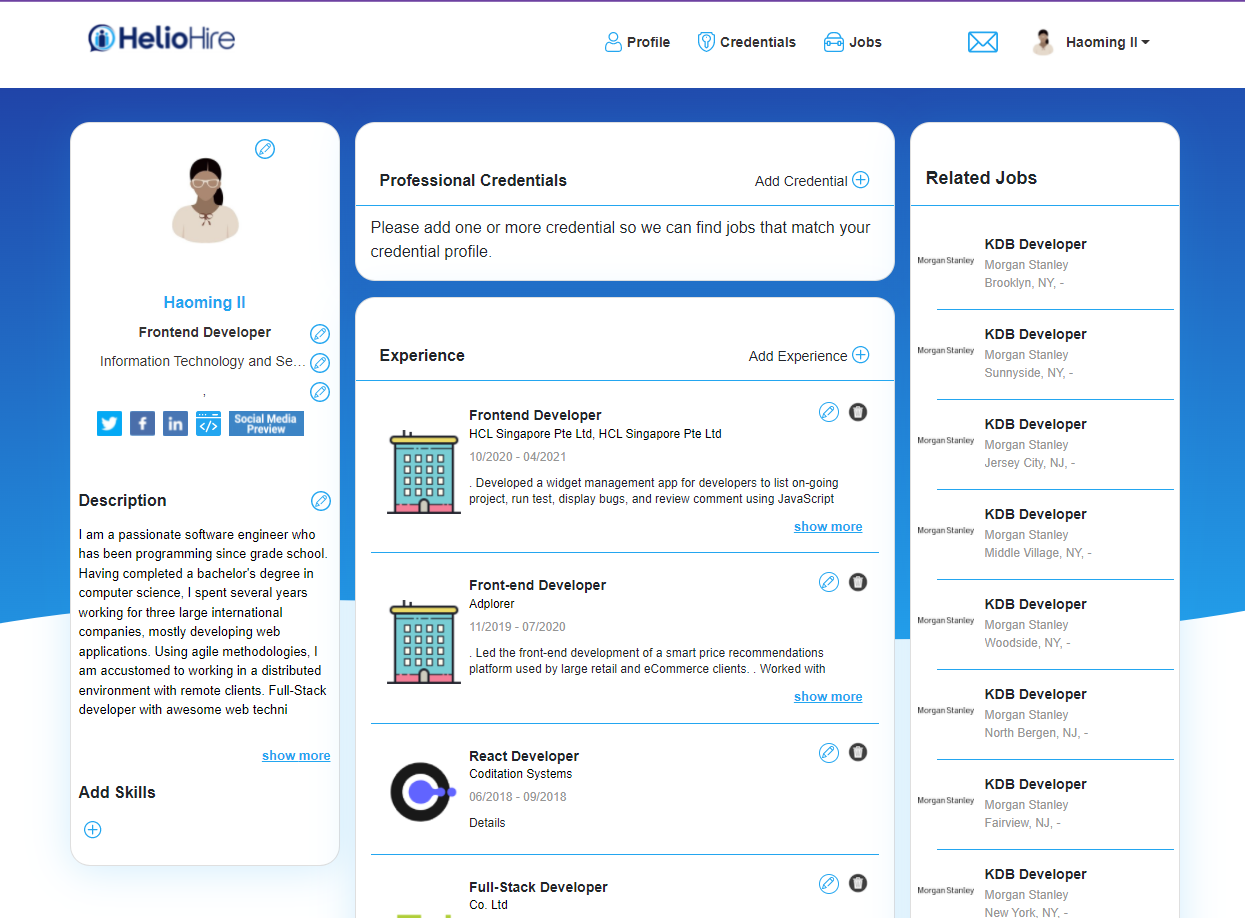 HelioHire
Profile
Credentials
Jobs
Haoming II
Haoming II
Frontend Developer
Information Technology and Se...
,
Social Media
Preview
Description
I am a passionate software engineer who
has been programming since grade school.
Having completed a bachelor's degree in
computer science, I spent several years
working for three large international
companies, mostly developing web
applications. Using agile methodologies, I
am accustomed to working in a distributed
environment with remote clients. Full-Stack
developer with awesome web techni
show more
Add Skills
Professional Credentials
Add Credential
Please add one or more credential so we can find jobs that match your
credential profile.
Experience
Add Experience
Frontend Developer
HCL Singapore Pte Ltd, HCL Singapore Pte Ltd
10/2020 - 04/2021
. Developed a widget management app for developers to list on-going
project, run test, display bugs, and review comment using JavaScript
show more
Front-end Developer
Adplorer
11/2019 - 07/2020
. Led the front-end development of a smart price recommendations
platform used by large retail and eCommerce clients. . Worked with
show more
React Developer
Coditation Systems
06/2018 - 09/2018
Details
Full-Stack Developer
Co. Ltd
Related Jobs
Morgan Stanley
KDB Developer
Morgan Stanley
Brooklyn, NY, -
Morgan Stanley
KDB Developer
Morgan Stanley
Sunnyside, NY, -
Morgan Stanley
KDB Developer
Morgan Stanley
Jersey City, NJ, -
Morgan Stanley
KDB Developer
Morgan Stanley
Middle Village, NY, -
Morgan Stanley
KDB Developer
Morgan Stanley
Woodside, NY, -
Morgan Stanley
KDB Developer
Morgan Stanley
North Bergen, NJ, -
Morgan Stanley
KDB Developer
Morgan Stanley
Fairview, NJ, -
Morgan Stanley
KDB Developer
Morgan Stanley
New York, NY, -